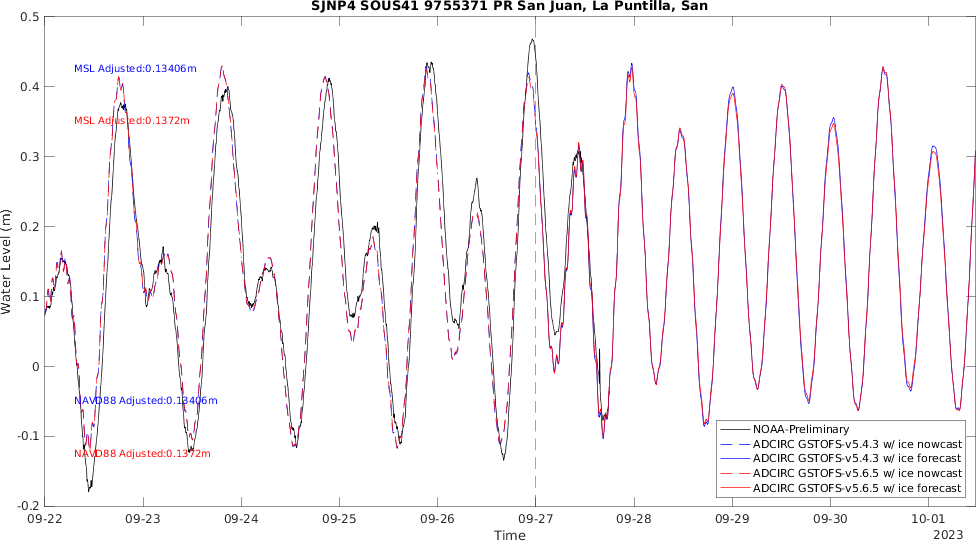 SJNP4 SOUS41 9755371 PR San Juan, La Puntilla, San
0.5
0.4
0.3
0.2
0.1
0
-0.1
-0.2
Water Level (m)
MSL Adjusted:0.13406m
MSL Adjusted:0.1372m
NAVD88 Adjusted:0.13406m
NAVD88 Adjusted:0.1372m
NOAA-Preliminary
ADCIRC GSTOFS-v5.4.3 w/ ice nowcast
ADCIRC GSTOFS-v5.4.3 w/ ice forecast
ADCIRC GSTOFS-v5.6.5 w/ ice nowcast
ADCIRC GSTOFS-v5.6.5 w/ ice forecast
09-22 09-23 09-24 09-25 09-26 09-27 09-28 09-29 09-30 10-01
Time
2023